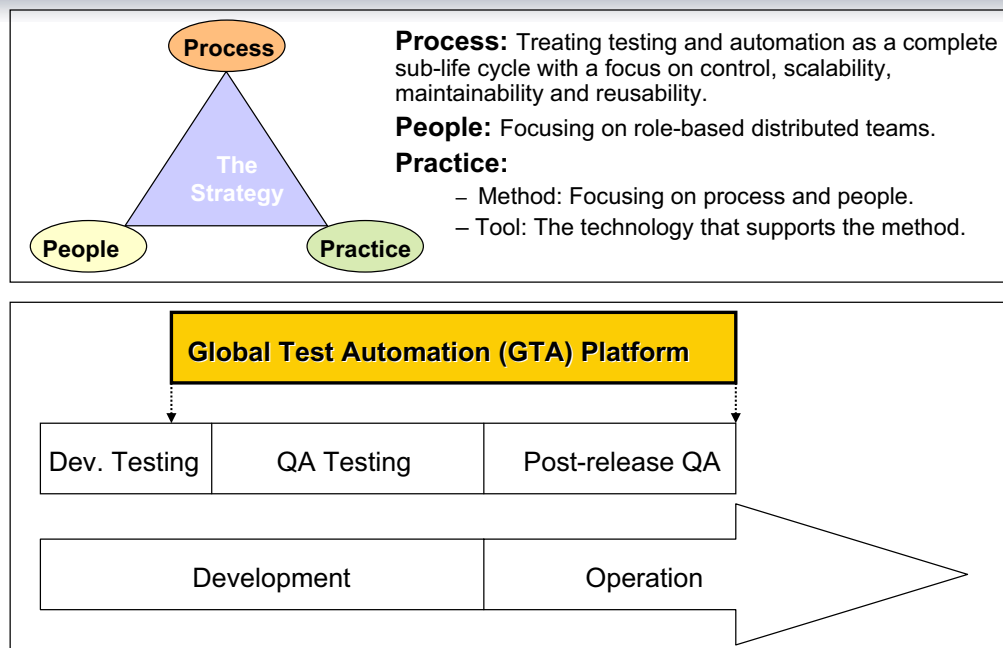 Process
The
Strategy
People
Practice
Process: Treating testing and automation as a complete
sub-life cycle with a focus on control, scalability,
maintainability and reusability.
People: Focusing on role-based distributed teams.
Practice:
– Method: Focusing on process and people.
– Tool: The technology that supports the method.
Global Test Automation (GTA) Platform
Dev. Testing
QA Testing
Post-release QA
Development
Operation